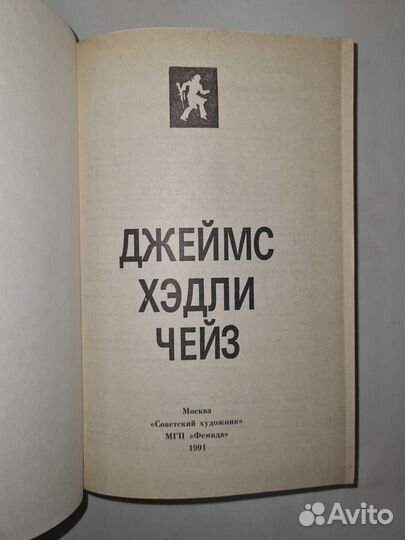 ДЖЕЙМС
ХЭДЛИ
ЧЕЙЗ
Москва
«Советский художник»
МГП «Фемида»
1991
Avito